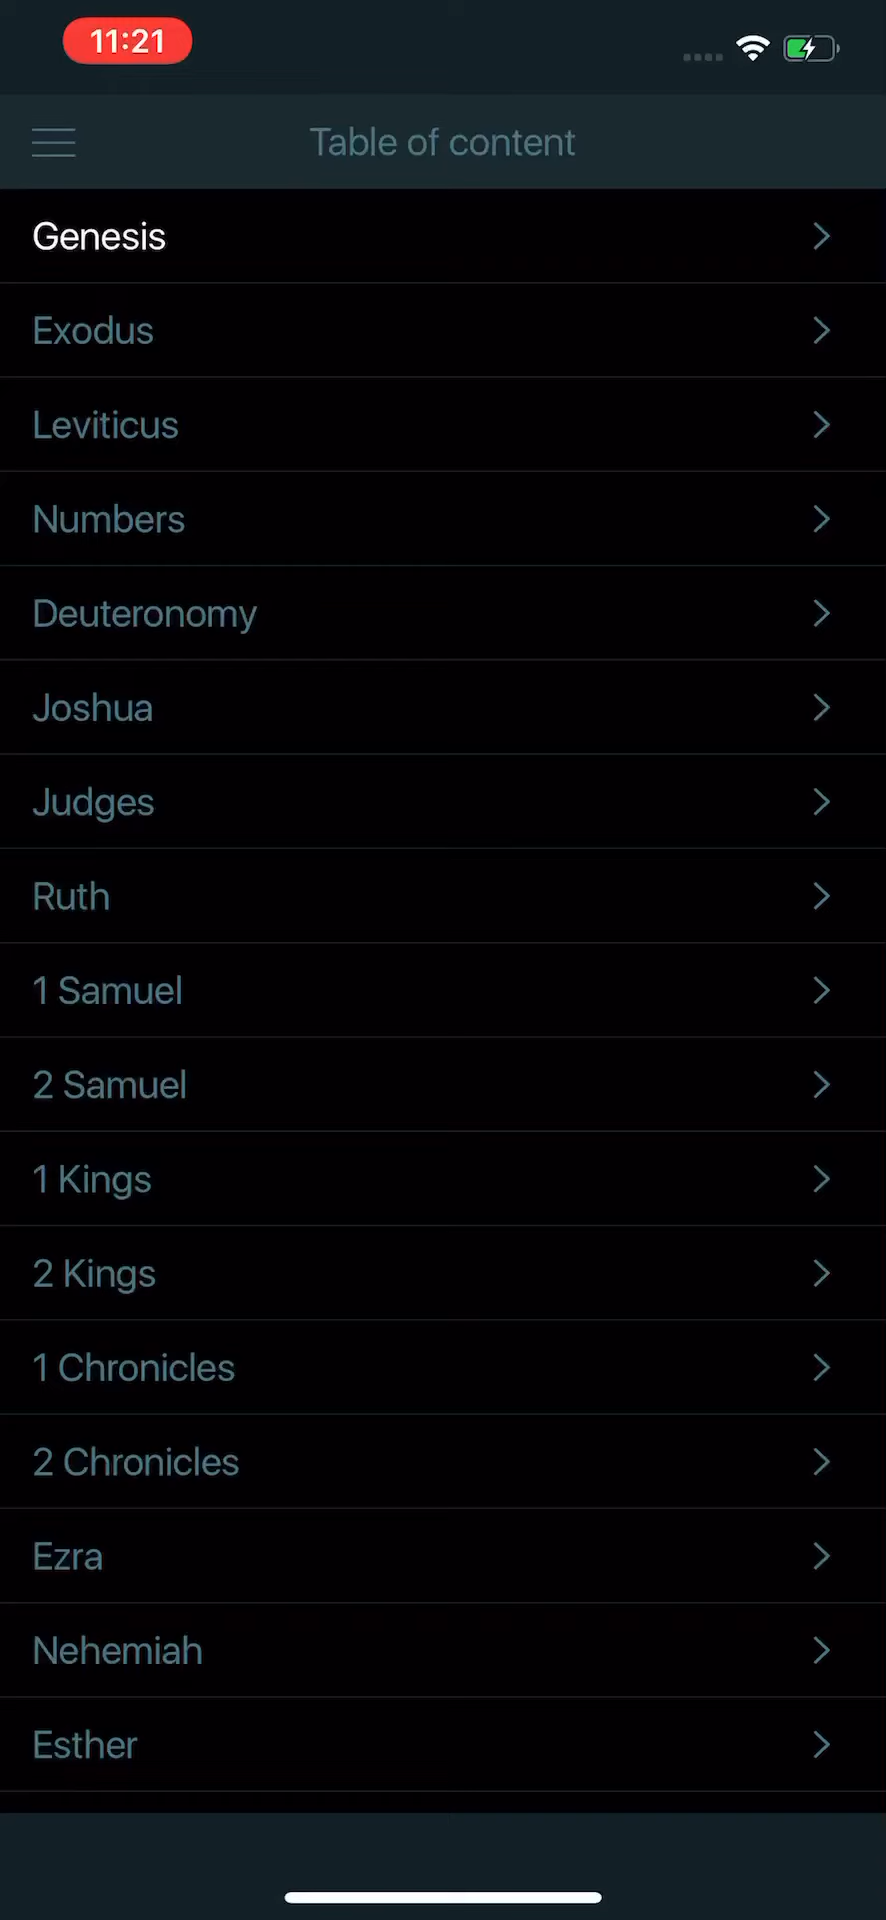 11:21
Table of content
Genesis
Exodus
Leviticus
Numbers
Deuteronomy
Joshua
Judges
Ruth
1 Samuel
2 Samuel
1 Kings
2 Kings
1 Chronicles
2 Chronicles
Ezra
Nehemiah
Esther